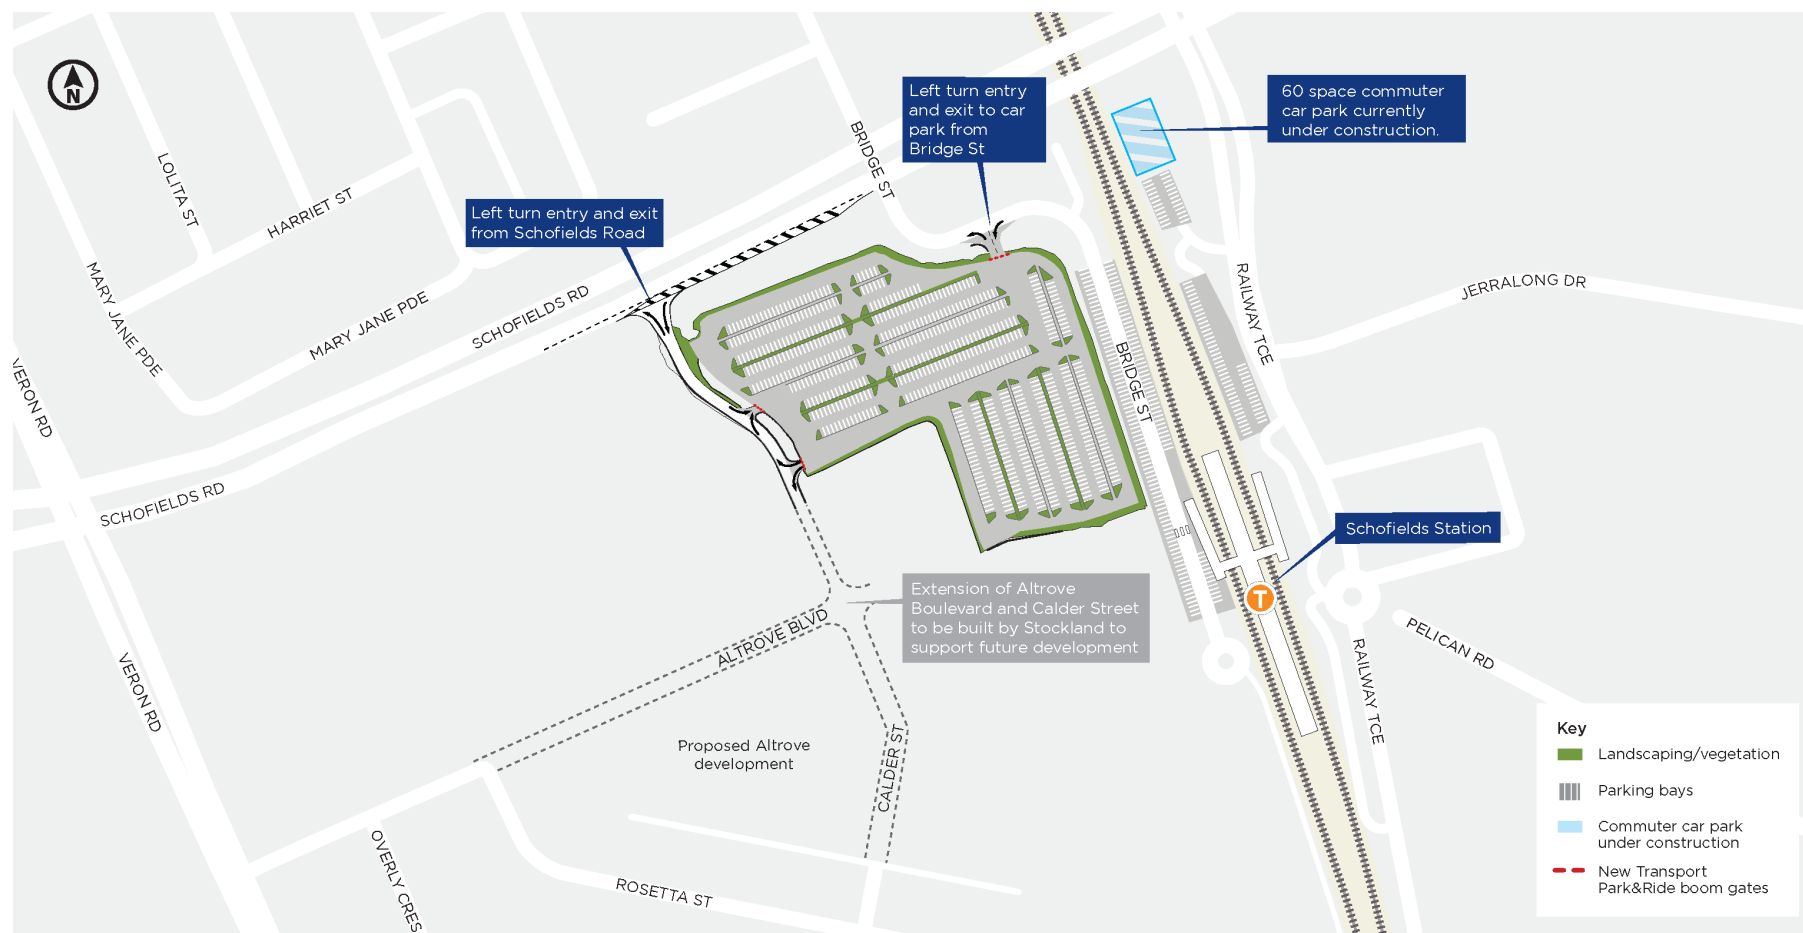 N
Left turn entry
and exit to car
park from
Bridge St
60 space commuter
car park currently
under construction.
Left turn entry and exit
from Schofields Road
LOLITA ST
HARRIET ST
BRIDGE ST
MARY JANE PDE
MARY JANE PDE
SCHOFIELDS RD
RAILWAY TCE
JERRALONG DR
VERON RD
BRIDGE ST
SCHOFIELDS RD
Schofields Station
T
Extension of Altrove
Boulevard and Calder Street
to be built by Stockland to
support future development
ALTROVE BLVD
PELICAN RD
RAILWAY TCE
VERON RD
Proposed Altrove
development
CALDER ST
OVERLY CRES
ROSETTA ST
Key
Landscaping/vegetation
Parking bays
Commuter car park
under construction
New Transport
Park&Ride boom gates